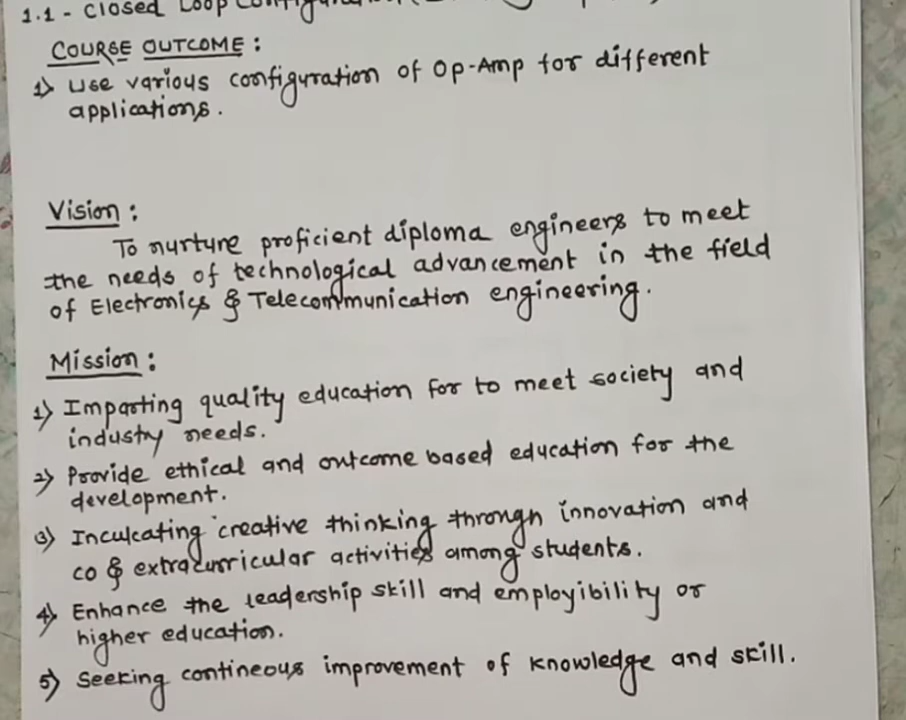 1.1 - Closed Loop
COURSE OUTCOME :
1) Use various configuration of Op-Amp for different
applications.
Vision :
To nurture proficient diploma engineers to meet
the needs of technological advancement in the field
of Electronics & Telecommunication engineering.
Mission :
1) Imparting quality education for to meet society and
industry needs.
2) Provide ethical and outcome based education for the
development.
3) Inculcating creative thinking through innovation and
co & extracurricular activities among students.
4) Enhance the leadership skill and employibility or
higher education.
5) Seeking contineous improvement of knowledge and skill.